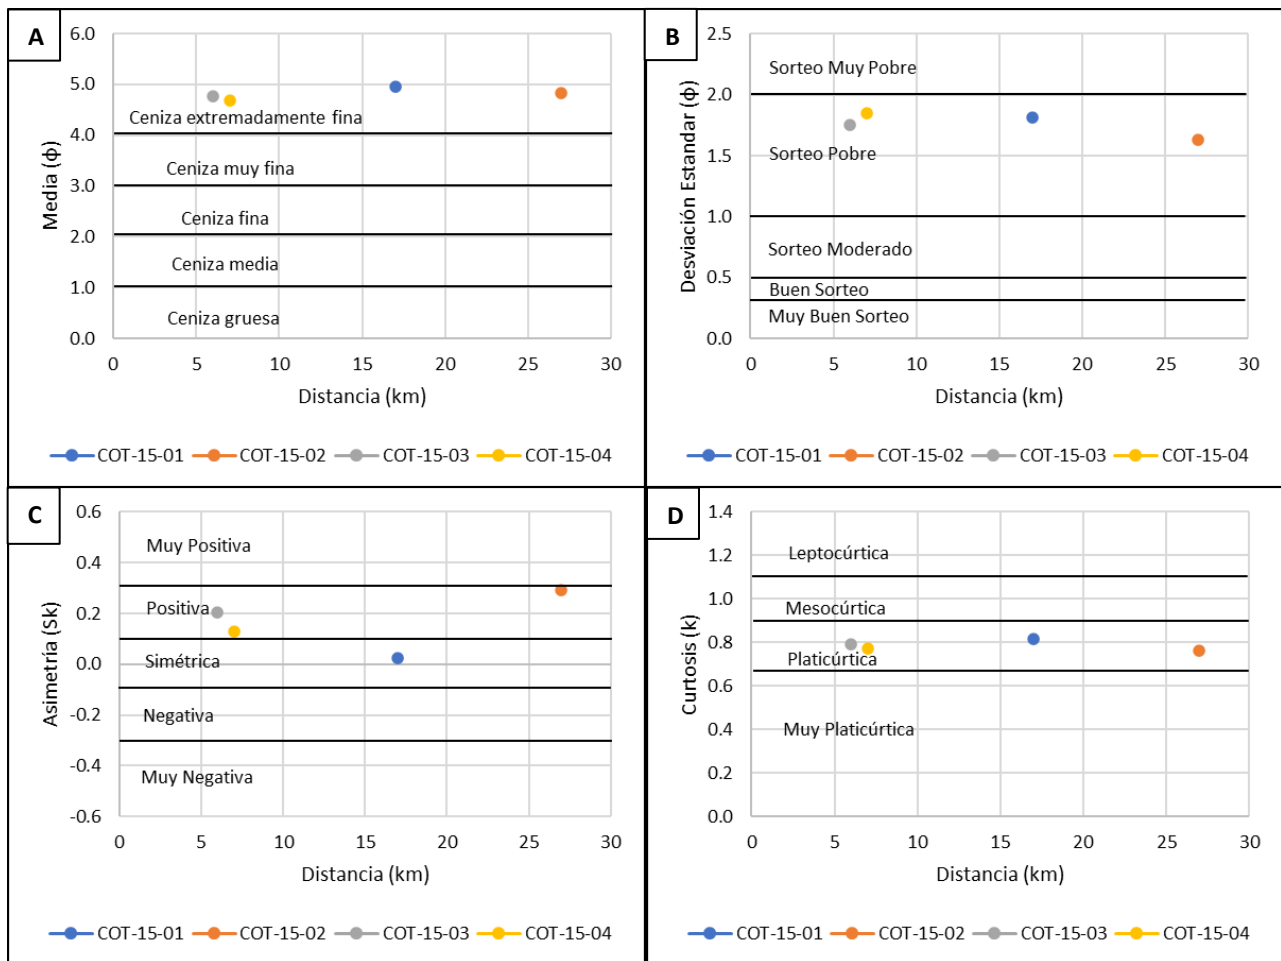 A
6.0
5.0
4.0
3.0
2.0
1.0
0.0
Media (ϕ)
Ceniza extremadamente fina
Ceniza muy fina
Ceniza fina
Ceniza media
Ceniza gruesa
0 5 10 15 20 25 30
Distancia (km)
COT-15-01 COT-15-02 COT-15-03 COT-15-04
B
2.5
2.0
1.5
1.0
0.5
0.0
Desviación Estandar (ϕ)
Sorteo Muy Pobre
Sorteo Pobre
Sorteo Moderado
Buen Sorteo
Muy Buen Sorteo
0 5 10 15 20 25 30
Distancia (km)
COT-15-01 COT-15-02 COT-15-03 COT-15-04
C
0.6
0.4
0.2
0.0
-0.2
-0.4
-0.6
Asimetría (Sk)
Muy Positiva
Positiva
Simétrica
Negativa
Muy Negativa
0 5 10 15 20 25 30
Distancia (km)
COT-15-01 COT-15-02 COT-15-03 COT-15-04
D
1.4
1.2
1.0
0.8
0.6
0.4
0.2
0.0
Curtosis (k)
Leptocúrtica
Mesocúrtica
Platicúrtica
Muy Platicúrtica
0 5 10 15 20 25 30
Distancia (km)
COT-15-01 COT-15-02 COT-15-03 COT-15-04